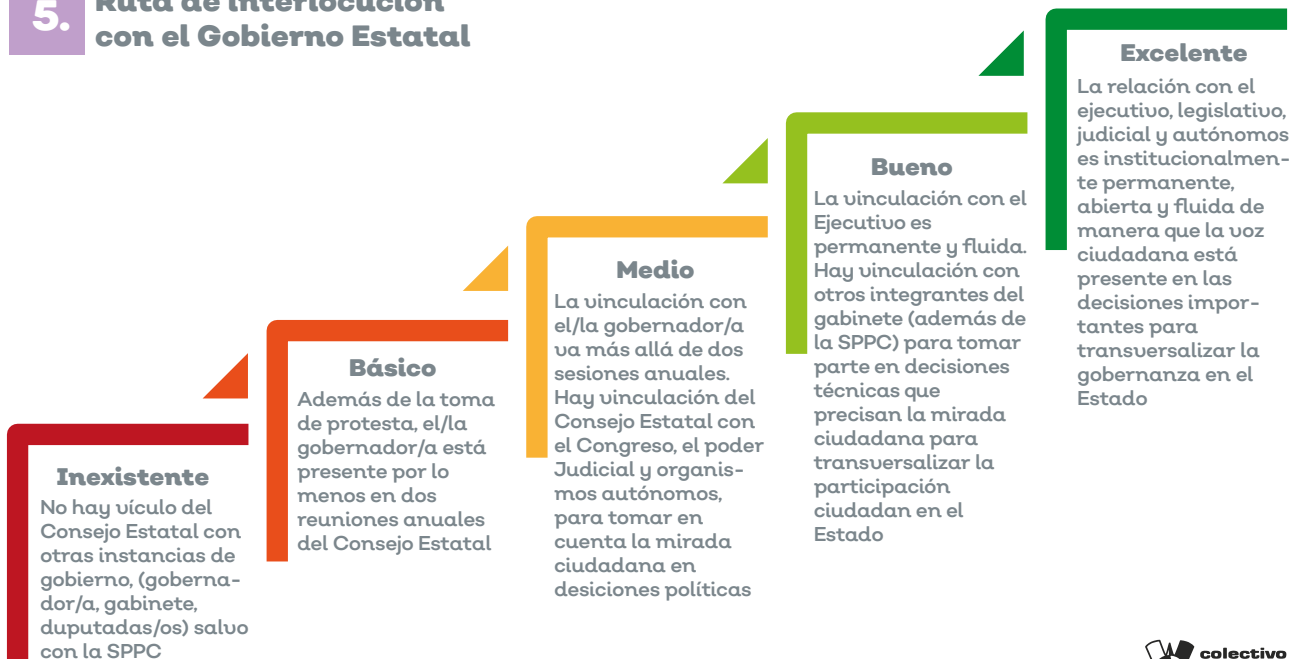 5.
Ruta de interlocución
con el Gobierno Estatal
Inexistente
No hay vículo del
Consejo Estatal con
otras instancias de
gobierno, (goberna-
dor/a, gabinete,
duputadas/os) salvo
con la SPPC
Básico
Además de la toma
de protesta, el/la
gobernador/a está
presente por lo
menos en dos
reuniones anuales
del Consejo Estatal
Medio
La vinculación con
el/la gobernador/a
va más allá de dos
sesiones anuales.
Hay vinculación del
Consejo Estatal con
el Congreso, el poder
Judicial y organis-
mos autónomos,
para tomar en
cuenta la mirada
ciudadana en
desiciones políticas
Bueno
La vinculación con el
Ejecutivo es
permanente y fluida.
Hay vinculación con
otros integrantes del
gabinete (además de
la SPPC) para tomar
parte en decisiones
técnicas que
precisan la mirada
ciudadana para
transversalizar la
participación
ciudadan en el
Estado
Excelente
La relación con el
ejecutivo, legislativo,
judicial y autónomos
es institucionalmen-
te permanente,
abierta y fluida de
manera que la voz
ciudadana está
presente en las
decisiones impor-
tantes para
transversalizar la
gobernanza en el
Estado
colectivo